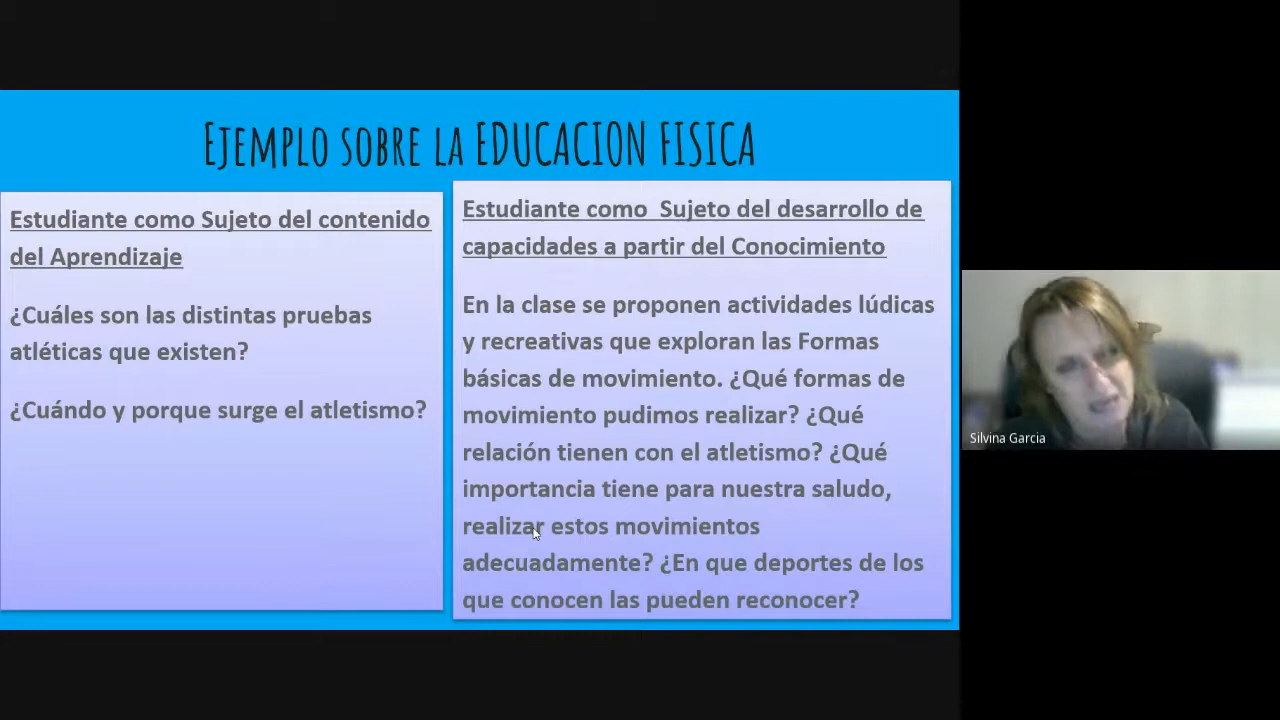 Ejemplo sobre la EDUCACION FISICA
Estudiante como Sujeto del contenido
del Aprendizaje
¿Cuáles son las distintas pruebas
atléticas que existen?
¿Cuándo y porque surge el atletismo?
Estudiante como Sujeto del desarrollo de
capacidades a partir del Conocimiento
En la clase se proponen actividades lúdicas
y recreativas que exploran las Formas
básicas de movimiento. ¿Qué formas de
movimiento pudimos realizar? ¿Qué
relación tienen con el atletismo? ¿Qué
importancia tiene para nuestra saludo,
realizar estos movimientos
adecuadamente? ¿En que deportes de los
que conocen las pueden reconocer?
Silvina Garcia